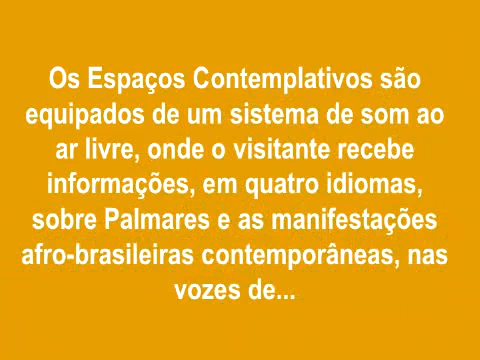 Os Espaços Contemplativos são
equipados de um sistema de som ao
ar livre, onde o visitante recebe
informações, em quatro idiomas,
sobre Palmares e as manifestações
afro-brasileiras contemporâneas, nas
vozes de...